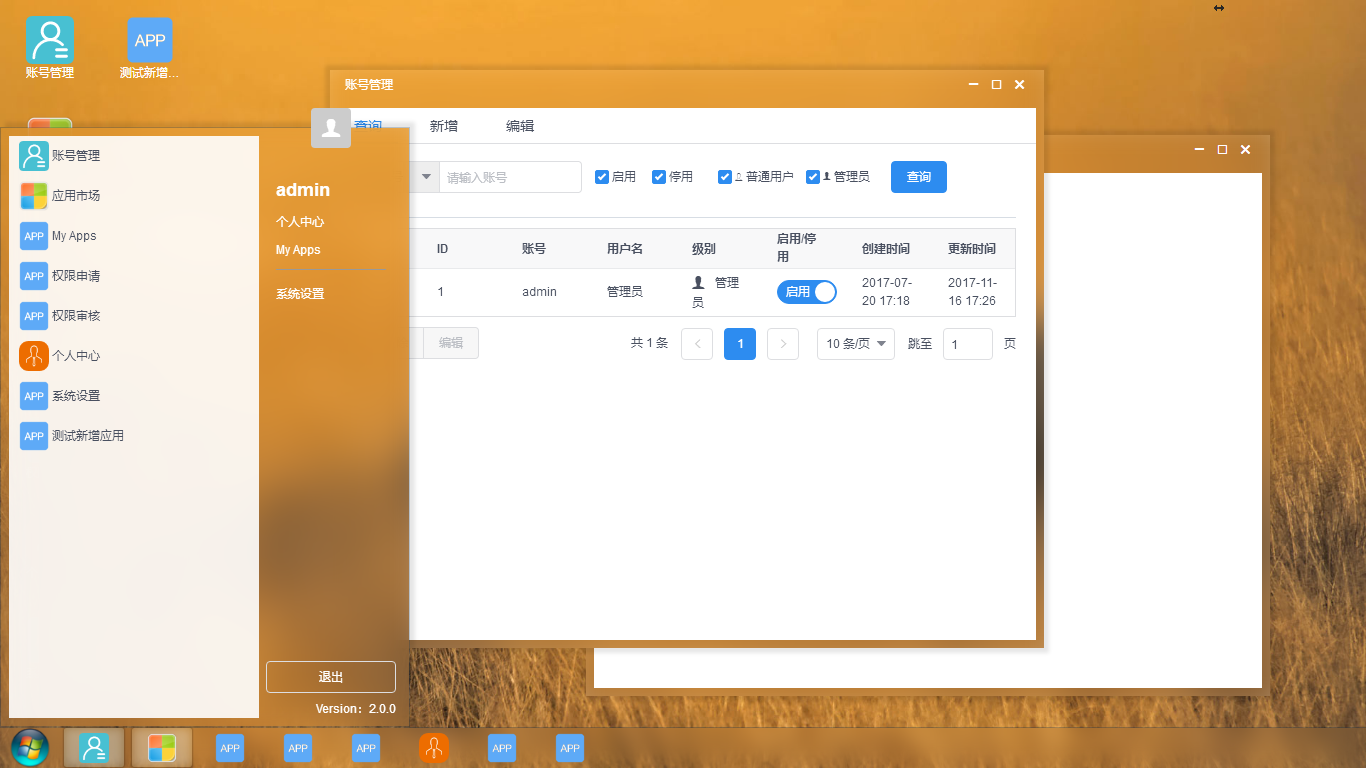 账号管理
APP
测试新增...
账号管理
查询
新增
编辑
请输入账号
启用
停用
普通用户
管理员
查询
ID
账号
用户名
级别
启用/停
用
创建时间
更新时间
1
admin
管理员
管理
员
启用
2017-07-
20 17:18
2017-11-
16 17:26
编辑
共 1 条
1
10 条/页
跳至
1
页
账号管理
应用市场
APP My Apps
APP 权限申请
APP 权限审核
个人中心
APP 系统设置
APP 测试新增应用
admin
个人中心
My Apps
系统设置
退出
Version：2.0.0
APP
APP
APP
APP
APP